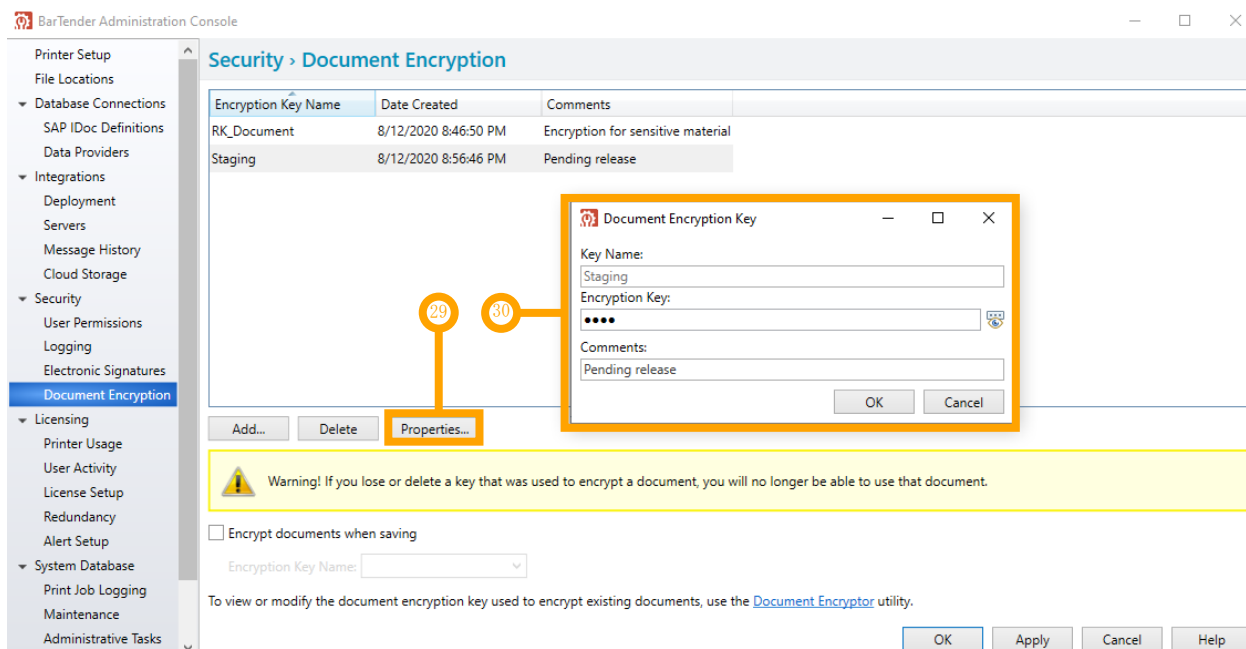 BarTender Administration Console
Printer Setup
File Locations
Database Connections
SAP IDoc Definitions
Data Providers
Integrations
Deployment
Servers
Message History
Cloud Storage
Security
User Permissions
Logging
Electronic Signatures
Document Encryption
Licensing
Printer Usage
User Activity
License Setup
Redundancy
Alert Setup
System Database
Print Job Logging
Maintenance
Administrative Tasks
Security › Document Encryption
Encryption Key Name Date Created Comments
RK_Document 8/12/2020 8:46:50 PM Encryption for sensitive material
Staging 8/12/2020 8:56:46 PM Pending release
29
30
Document Encryption Key
Key Name:
Staging
Encryption Key:
••••
Comments:
Pending release
OK Cancel
Add... Delete Properties...
Warning! If you lose or delete a key that was used to encrypt a document, you will no longer be able to use that document.
Encrypt documents when saving
Encryption Key Name:
To view or modify the document encryption key used to encrypt existing documents, use the Document Encryptor utility.
OK Apply Cancel Help